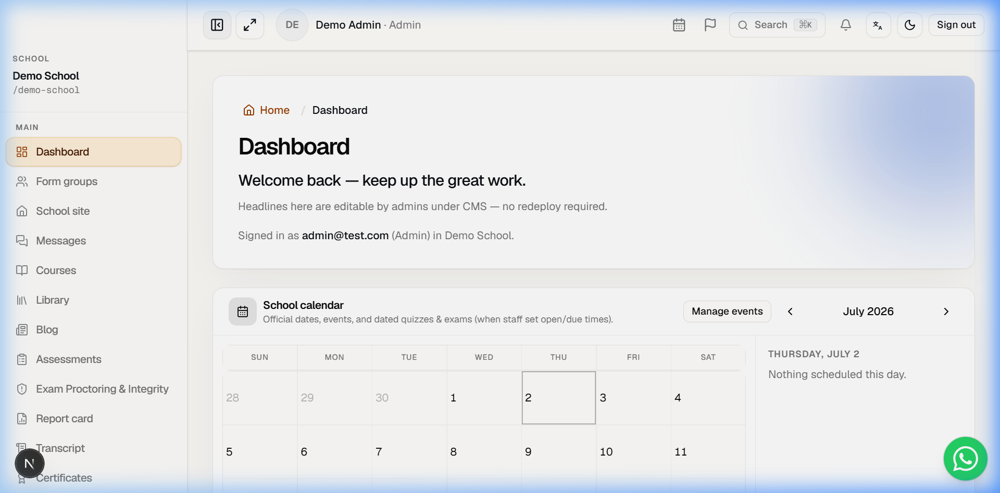 DE
Demo Admin · Admin
Search ⌘K
Sign out
SCHOOL
Demo School
/demo-school
MAIN
Dashboard
Form groups
School site
Messages
Courses
Library
Blog
Assessments
Exam Proctoring & Integrity
Report card
Transcript
Certificates
N
Home / Dashboard
Dashboard
Welcome back — keep up the great work.
Headlines here are editable by admins under CMS — no redeploy required.
Signed in as admin@test.com (Admin) in Demo School.
School calendar
Official dates, events, and dated quizzes & exams (when staff set open/due times).
Manage events
July 2026
SUN MON TUE WED THU FRI SAT
28 29 30 1 2 3 4
5 6 7 8 9 10 11
THURSDAY, JULY 2
Nothing scheduled this day.